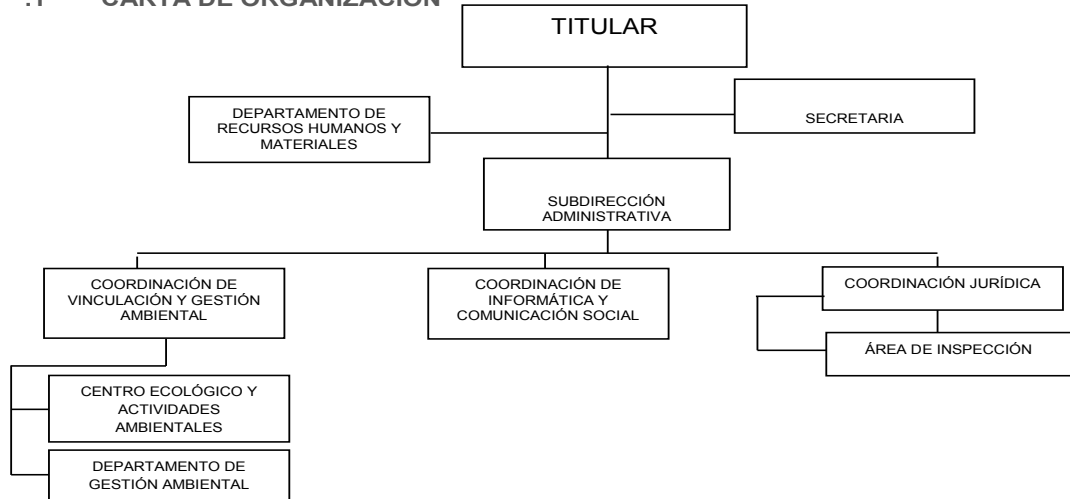 .1 CARTA DE ORGANIZACIÓN
TITULAR
DEPARTAMENTO DE
RECURSOS HUMANOS Y
MATERIALES
SECRETARIA
SUBDIRECCIÓN
ADMINISTRATIVA
COORDINACIÓN DE
VINCULACIÓN Y GESTIÓN
AMBIENTAL
COORDINACIÓN DE
INFORMÁTICA Y
COMUNICACIÓN SOCIAL
COORDINACIÓN JURÍDICA
ÁREA DE INSPECCIÓN
CENTRO ECOLÓGICO Y
ACTIVIDADES
AMBIENTALES
DEPARTAMENTO DE
GESTIÓN AMBIENTAL